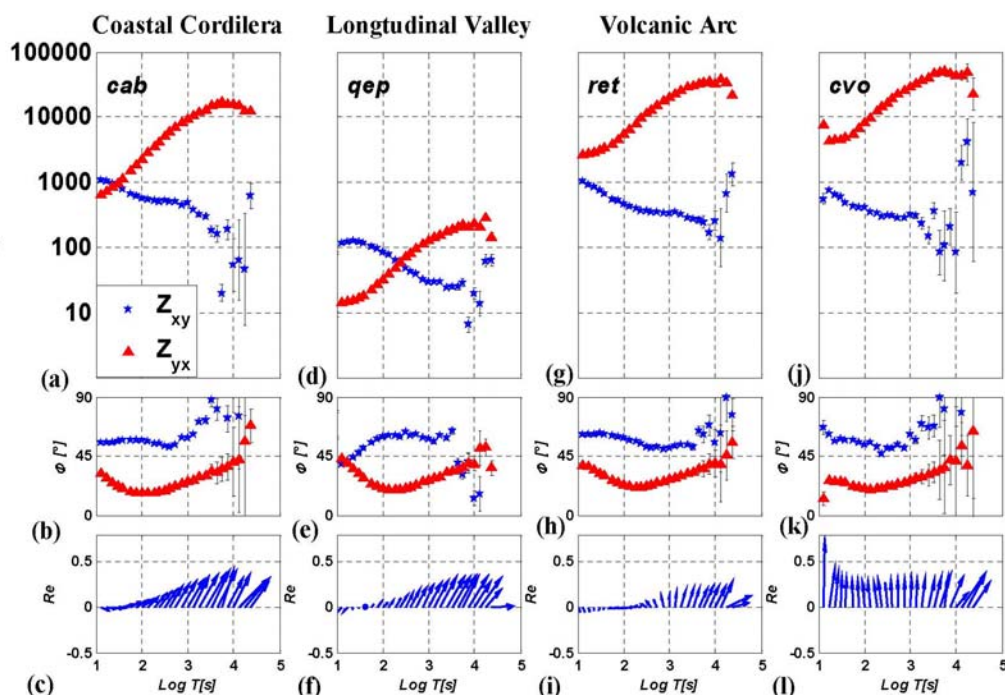 Coastal Cordilera
Longtudinal Valley
Volcanic Arc
100000
10000
1000
100
10
cab
Zxy
Zyx
(a)
qep
(d)
ret
(g)
cvo
(j)
90
45
0
Φ [°]
(b)
90
45
0
Φ [°]
(e)
90
45
0
Φ [°]
(h)
90
45
0
Φ [°]
(k)
0.5
0
-0.5
Re
1 2 3 4 5
Log T[s]
(c)
0.5
0
-0.5
Re
1 2 3 4 5
Log T[s]
(f)
0.5
0
-0.5
Re
1 2 3 4 5
Log T[s]
(i)
0.5
0
-0.5
Re
1 2 3 4 5
Log T[s]
(l)